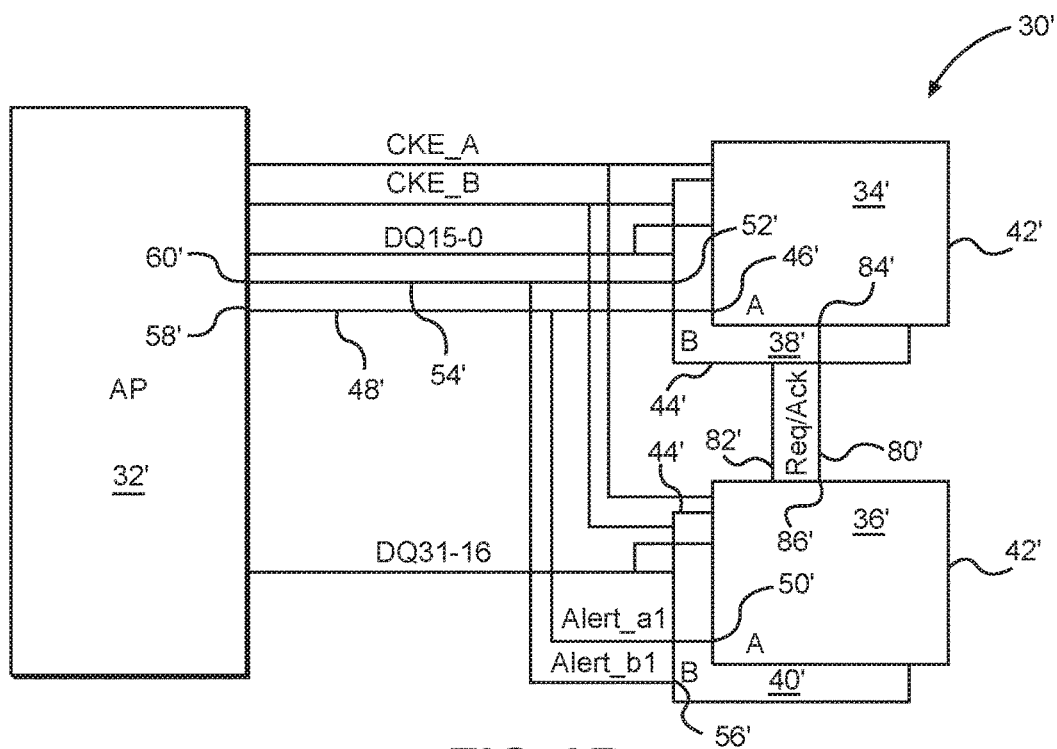 30'
CKE_A
CKE_B
34'
DQ15-0
52'
42'
60'
46'
84'
A
58'
B
38'
48'
54'
44'
AP
Req/Ack
82'
80'
32'
44'
36'
86'
DQ31-16
42'
50'
Alert_a1
A
Alert_b1
B
40'
56'